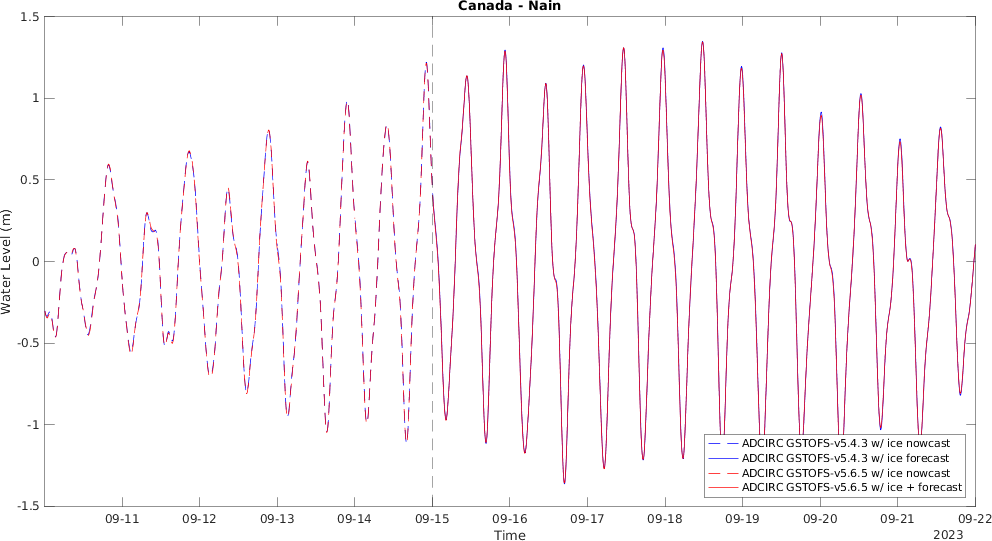 Canada - Nain
1.5
1
0.5
0
-0.5
-1
-1.5
Water Level (m)
ADCIRC GSTOFS-v5.4.3 w/ ice nowcast
ADCIRC GSTOFS-v5.4.3 w/ ice forecast
ADCIRC GSTOFS-v5.6.5 w/ ice nowcast
ADCIRC GSTOFS-v5.6.5 w/ ice + forecast
09-11 09-12 09-13 09-14 09-15 09-16 09-17 09-18 09-19 09-20 09-21 09-22
Time
2023